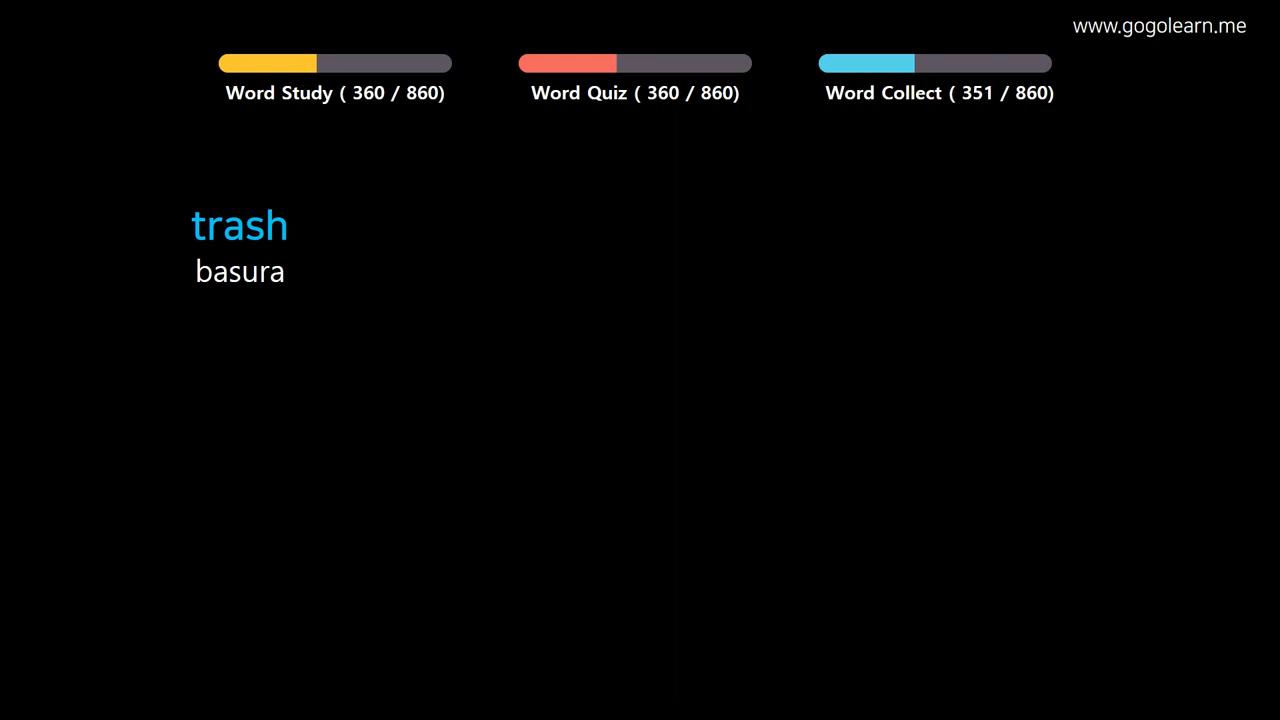 www.gogolearn.me
Word Study ( 360 / 860)
Word Quiz ( 360 / 860)
Word Collect ( 351 / 860)
trash
basura